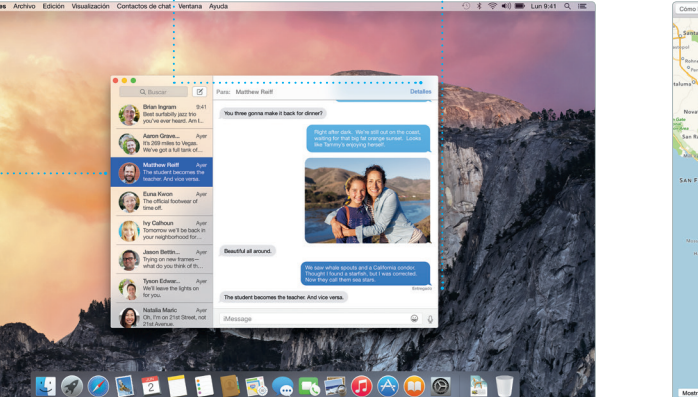 es Archivo Edición Visualización Contactos de chat Ventana Ayuda
Lun 9:41
Buscar
Para: Matthew Reiff
Detalles
Brian Ingram 9:41
Best surfabilly jazz trio
you've ever heard. Am I...
Aaron Grave... Ayer
It's 269 miles to Vegas.
We've got a full tank of...
Matthew Reiff Ayer
The student becomes the
teacher. And vice versa.
Euna Kwon Ayer
The official footwear of
time off.
Ivy Calhoun Ayer
Tomorrow we'll be back in
your neighborhood for...
Jason Bettin... Ayer
Trying on new frames—
what do you think of th...
Tyson Edwar... Ayer
We'll leave the lights on
for you.
Natalia Maric Ayer
Oh, I'm on 21st Street, not
21st Avenue.
You three gonna make it back for dinner?
Right after dark. We're still out on the coast,
waiting for that big fat orange sunset. Looks
like Tammy's enjoying herself.
Beautiful all around.
We saw whale spouts and a California condor.
Thought I found a starfish, but I was corrected.
Now they call them sea stars.
Entregado
The student becomes the teacher. And vice versa.
iMessage
2
Cómo
Santa
Novat
San Ra
SAN F
Mostr